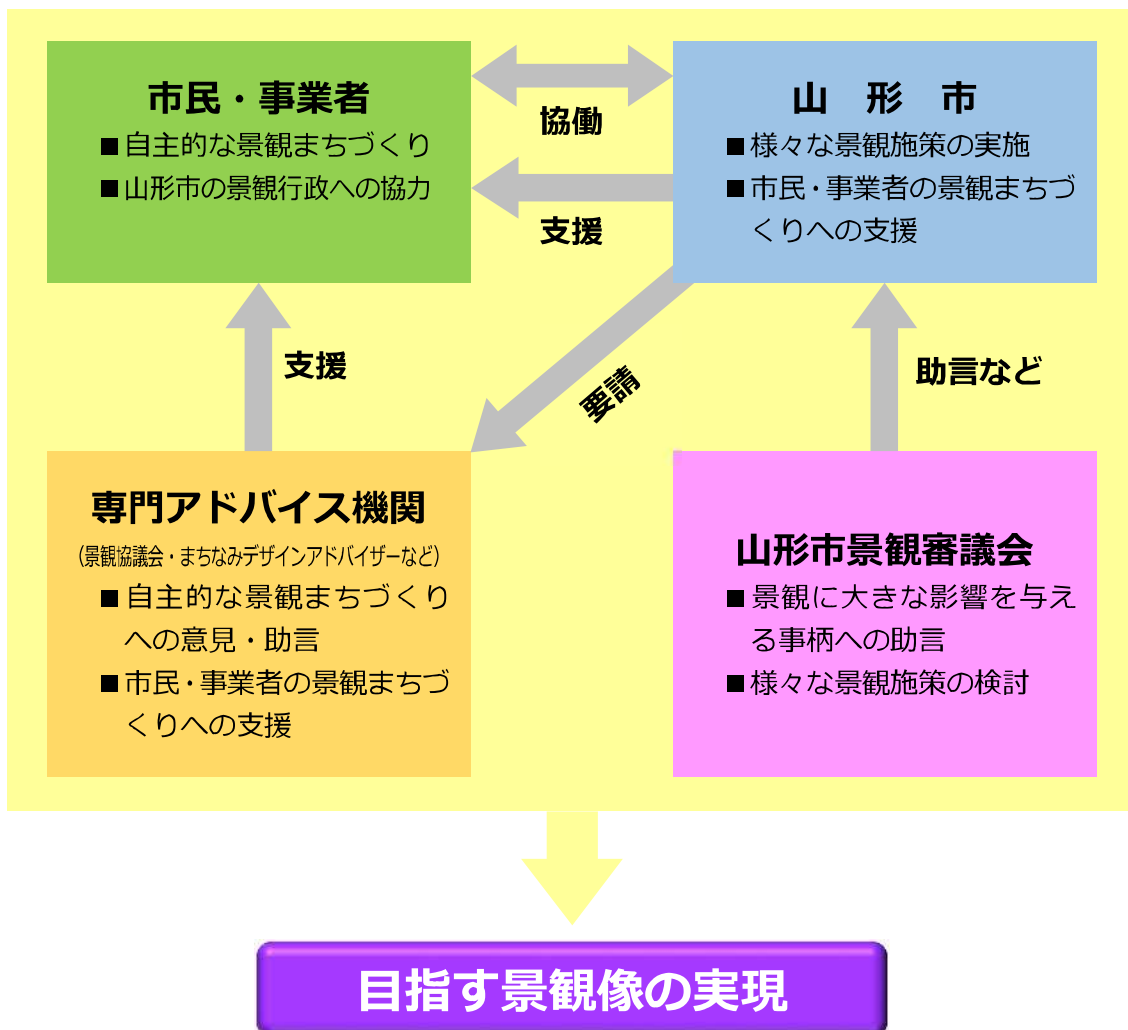 市民・事業者
■自主的な景観まちづくり
■山形市の景観行政への協力
協働
支援
山 形 市
■様々な景観施策の実施
■市民・事業者の景観まちづ
くりへの支援
支援
要請
助言など
専門アドバイス機関
(景観協議会・まちなみデザインアドバイザーなど)
■自主的な景観まちづくり
への意見・助言
■市民・事業者の景観まちづ
くりへの支援
山形市景観審議会
■景観に大きな影響を与え
る事柄への助言
■様々な景観施策の検討
目指す景観像の実現